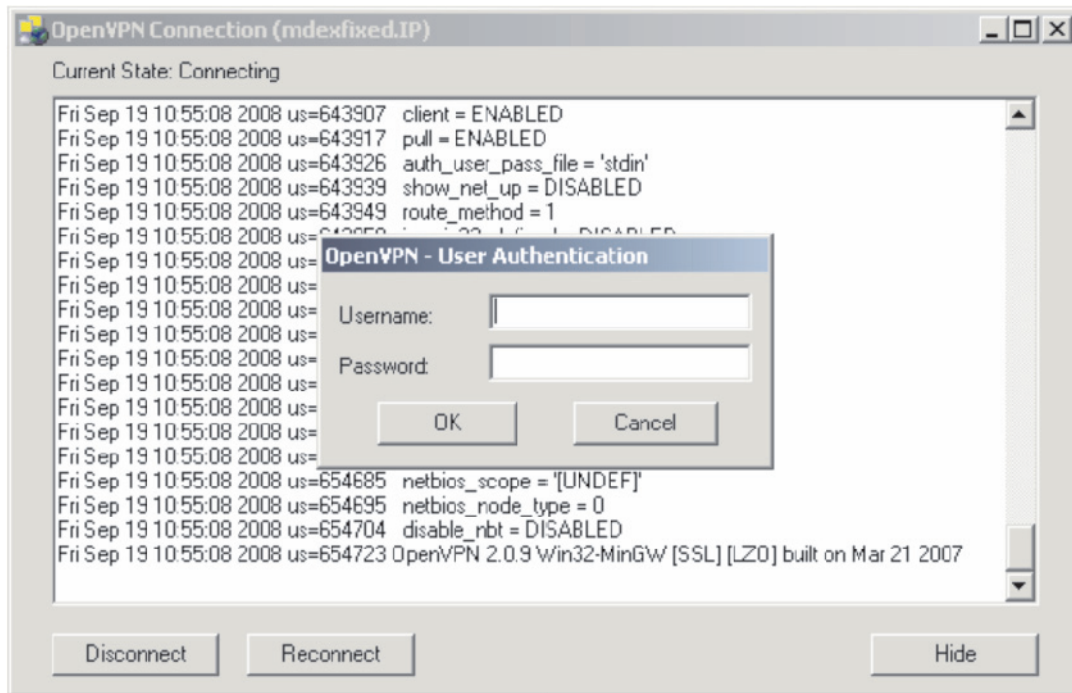 OpenVPN Connection (mdexfixed.IP)
Current State: Connecting
Fri Sep 19 10:55:08 2008 us=643907 client = ENABLED
Fri Sep 19 10:55:08 2008 us=643917 pull = ENABLED
Fri Sep 19 10:55:08 2008 us=643926 auth_user_pass_file = 'stdin'
Fri Sep 19 10:55:08 2008 us=643939 show_net_up = DISABLED
Fri Sep 19 10:55:08 2008 us=643949 route_method = 1
Fri Sep 19 10:55:08 2008
Fri Sep 19 10:55:08 2008 us=
Fri Sep 19 10:55:08 2008 us=
Fri Sep 19 10:55:08 2008 us=
Fri Sep 19 10:55:08 2008 us=
Fri Sep 19 10:55:08 2008 us=
Fri Sep 19 10:55:08 2008 us=
Fri Sep 19 10:55:08 2008 us=
Fri Sep 19 10:55:08 2008 us=
Fri Sep 19 10:55:08 2008 us=
Fri Sep 19 10:55:08 2008 us=654685 netbios_scope = '[UNDEF]'
Fri Sep 19 10:55:08 2008 us=654695 netbios_node_type = 0
Fri Sep 19 10:55:08 2008 us=654704 disable_nbt = DISABLED
Fri Sep 19 10:55:08 2008 us=654723 OpenVPN 2.0.9 Win32-MinGW [SSL] [LZO] built on Mar 21 2007
OpenVPN - User Authentication
Username:
Password:
OK
Cancel
Disconnect
Reconnect
Hide